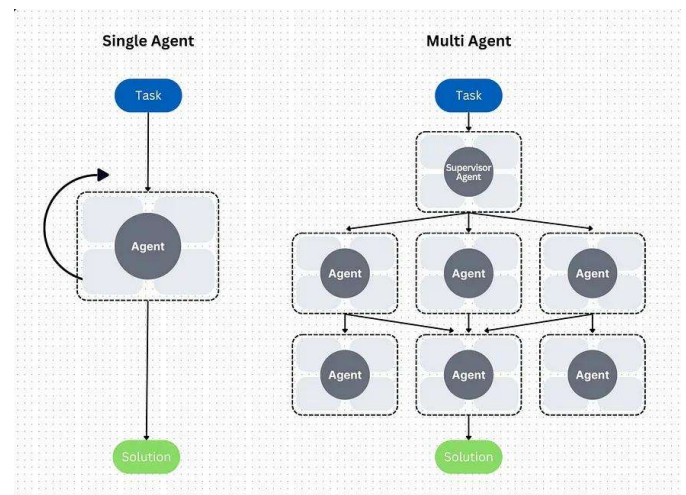 Single Agent
Multi Agent
Task
Task
Supervisor
Agent
Agent
Agent
Agent
Agent
Agent
Agent
Agent
Solution
Solution